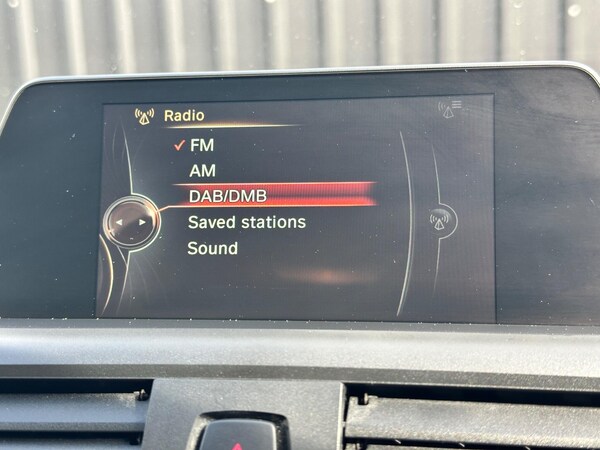 Radio
FM
AM
DAB/DMB
Saved stations
Sound